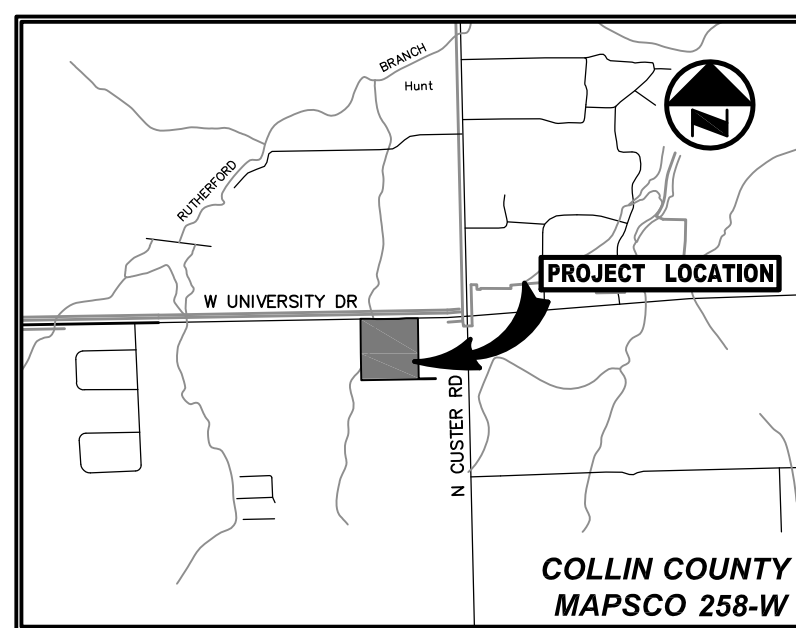 BRANCH
Hunt
RUTHERFORD
PROJECT LOCATION
W UNIVERSITY DR
N CUSTER RD
COLLIN COUNTY
MAPSCO 258-W